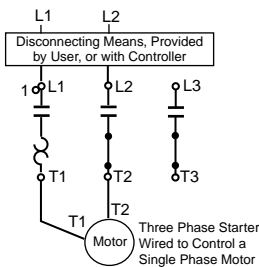 L1 L2
Disconnecting Means, Provided
by User, or with Controller
1 L1 L2 L3
T1 T2 T3
T1 T2
Motor
Three Phase Starter
Wired to Control a
Single Phase Motor